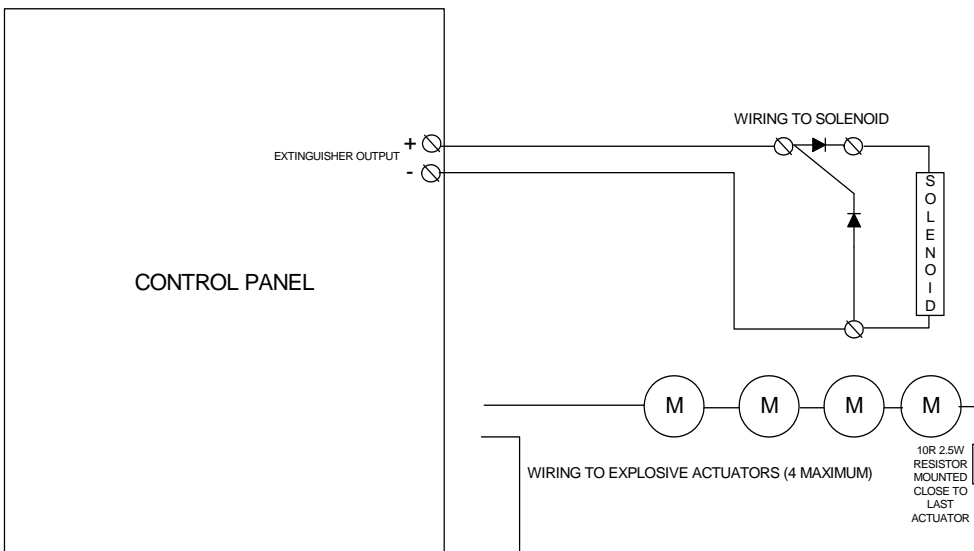 WIRING TO SOLENOID
+
EXTINGUISHER OUTPUT
-
SOLENOID
CONTROL PANEL
M M M M
WIRING TO EXPLOSIVE ACTUATORS (4 MAXIMUM)
10R 2.5W
RESISTOR
MOUNTED
CLOSE TO
LAST
ACTUATOR